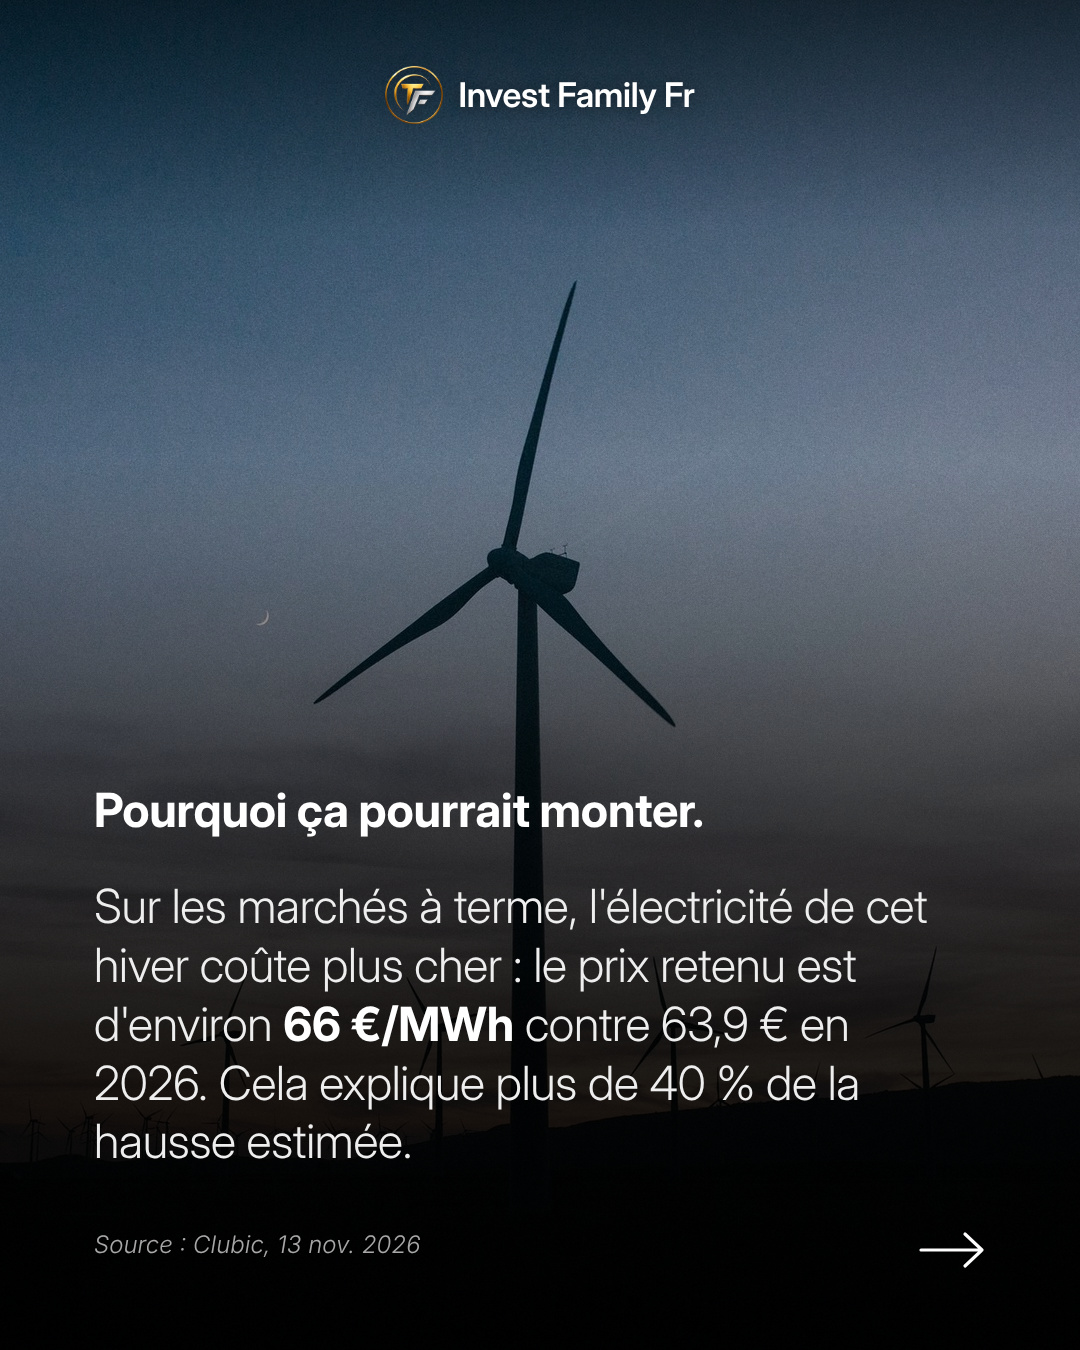 Invest Family Fr
Pourquoi ça pourrait monter.
Sur les marchés à terme, l'électricité de cet
hiver coûte plus cher : le prix retenu est
d'environ 66 €/MWh contre 63,9 € en
2026. Cela explique plus de 40 % de la
hausse estimée.
Source : Clubic, 13 nov. 2026